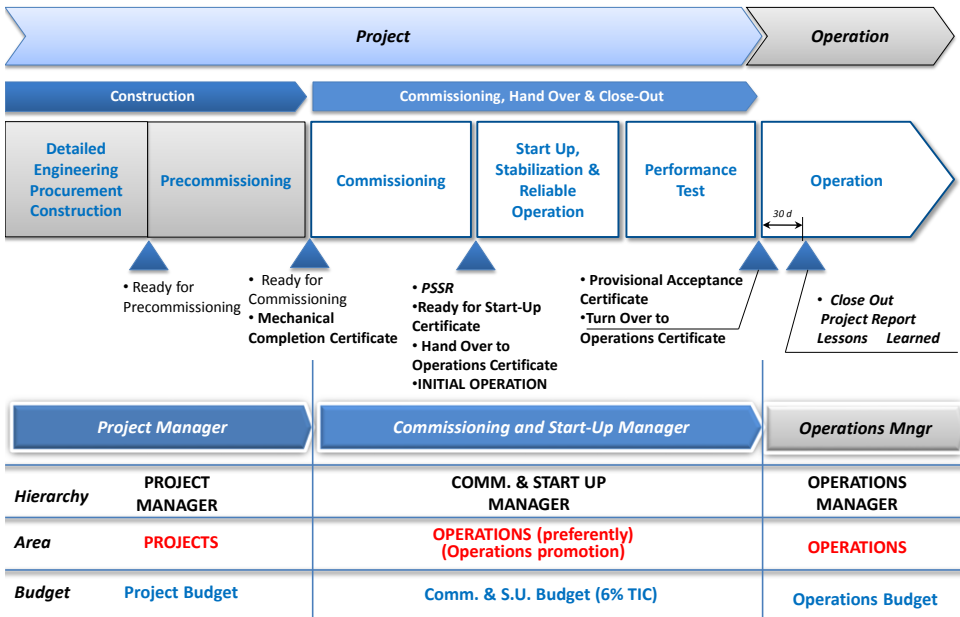 Project
Operation
Construction
Commissioning, Hand Over & Close-Out
Detailed
Engineering
Procurement
Construction
Precommissioning
Commissioning
Start Up,
Stabilization &
Reliable
Operation
Performance
Test
Operation
30 d
• Ready for
Precommissioning
• Ready for
Commissioning
• Mechanical
Completion Certificate
• PSSR
•Ready for Start-Up
Certificate
• Hand Over to
Operations Certificate
•INITIAL OPERATION
• Provisional Acceptance
Certificate
•Turn Over to
Operations Certificate
• Close Out
Project Report
Lessons Learned
Project Manager
Commissioning and Start-Up Manager
Operations Mngr
Hierarchy
PROJECT
MANAGER
COMM. & START UP
MANAGER
OPERATIONS
MANAGER
Area
PROJECTS
OPERATIONS (preferently)
(Operations promotion)
OPERATIONS
Budget
Project Budget
Comm. & S.U. Budget (6% TIC)
Operations Budget